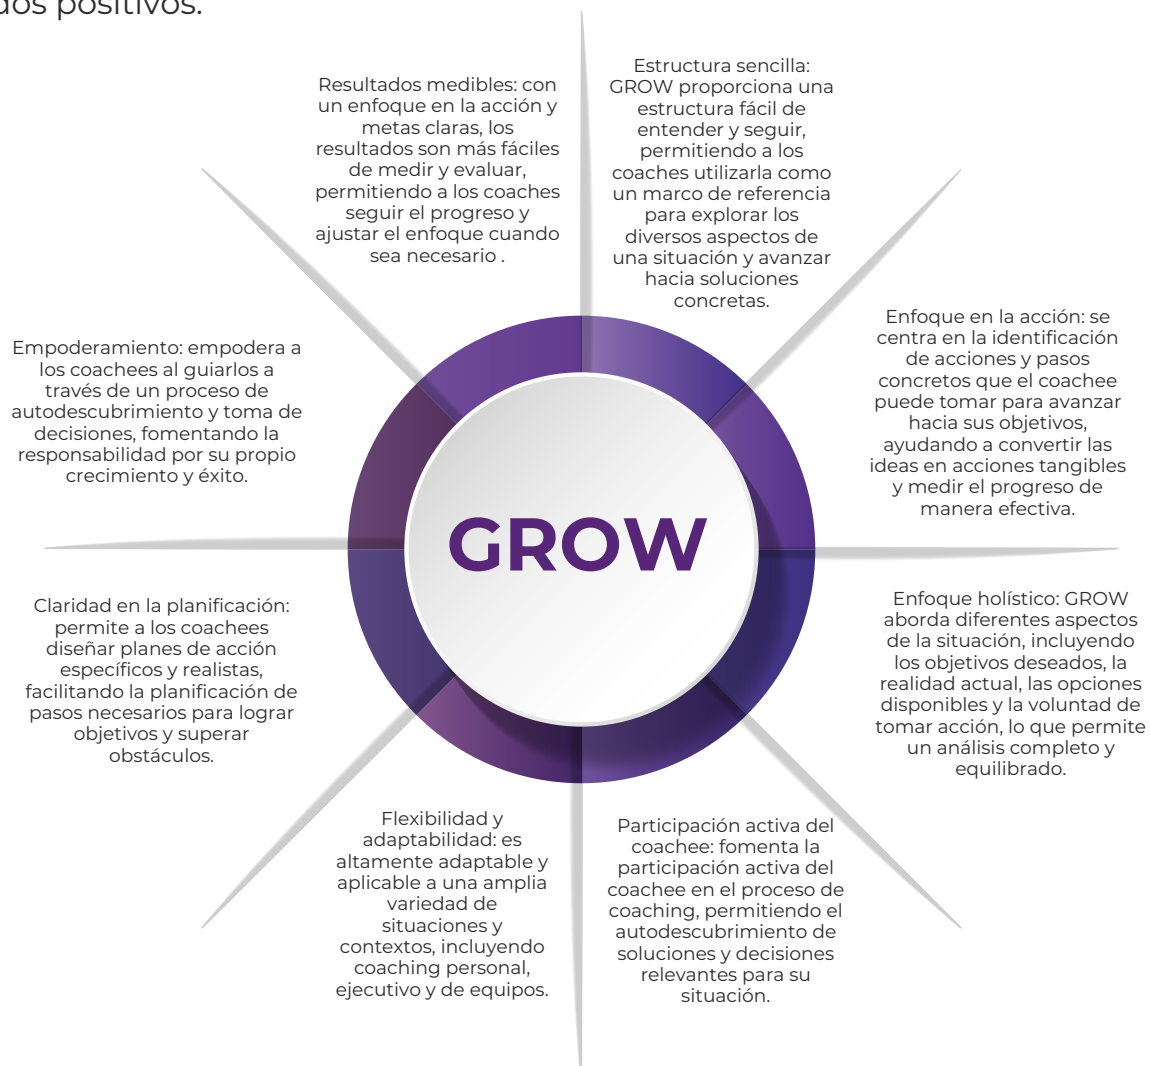 dos positivos.
Resultados medibles: con
un enfoque en la acción y
metas claras, los
resultados son más fáciles
de medir y evaluar,
permitiendo a los coaches
seguir el progreso y
ajustar el enfoque cuando
sea necesario .
Estructura sencilla:
GROW proporciona una
estructura fácil de
entender y seguir,
permitiendo a los
coaches utilizarla como
un marco de referencia
para explorar los
diversos aspectos de
una situación y avanzar
hacia soluciones
concretas.
Empoderamiento: empodera a
los coachees al guiarlos a
través de un proceso de
autodescubrimiento y toma de
decisiones, fomentando la
responsabilidad por su propio
crecimiento y éxito.
Enfoque en la acción: se
centra en la identificación
de acciones y pasos
concretos que el coachee
puede tomar para avanzar
hacia sus objetivos,
ayudando a convertir las
ideas en acciones tangibles
y medir el progreso de
manera efectiva.
GROW
Claridad en la planificación:
permite a los coachees
diseñar planes de acción
específicos y realistas,
facilitando la planificación de
pasos necesarios para lograr
objetivos y superar
obstáculos.
Enfoque holístico: GROW
aborda diferentes aspectos
de la situación, incluyendo
los objetivos deseados, la
realidad actual, las opciones
disponibles y la voluntad de
tomar acción, lo que permite
un análisis completo y
equilibrado.
Flexibilidad y
adaptabilidad: es
altamente adaptable y
aplicable a una amplia
variedad de
situaciones y
contextos, incluyendo
coaching personal,
ejecutivo y de equipos.
Participación activa del
coachee: fomenta la
participación activa del
coachee en el proceso de
coaching, permitiendo el
autodescubrimiento de
soluciones y decisiones
relevantes para su
situación.